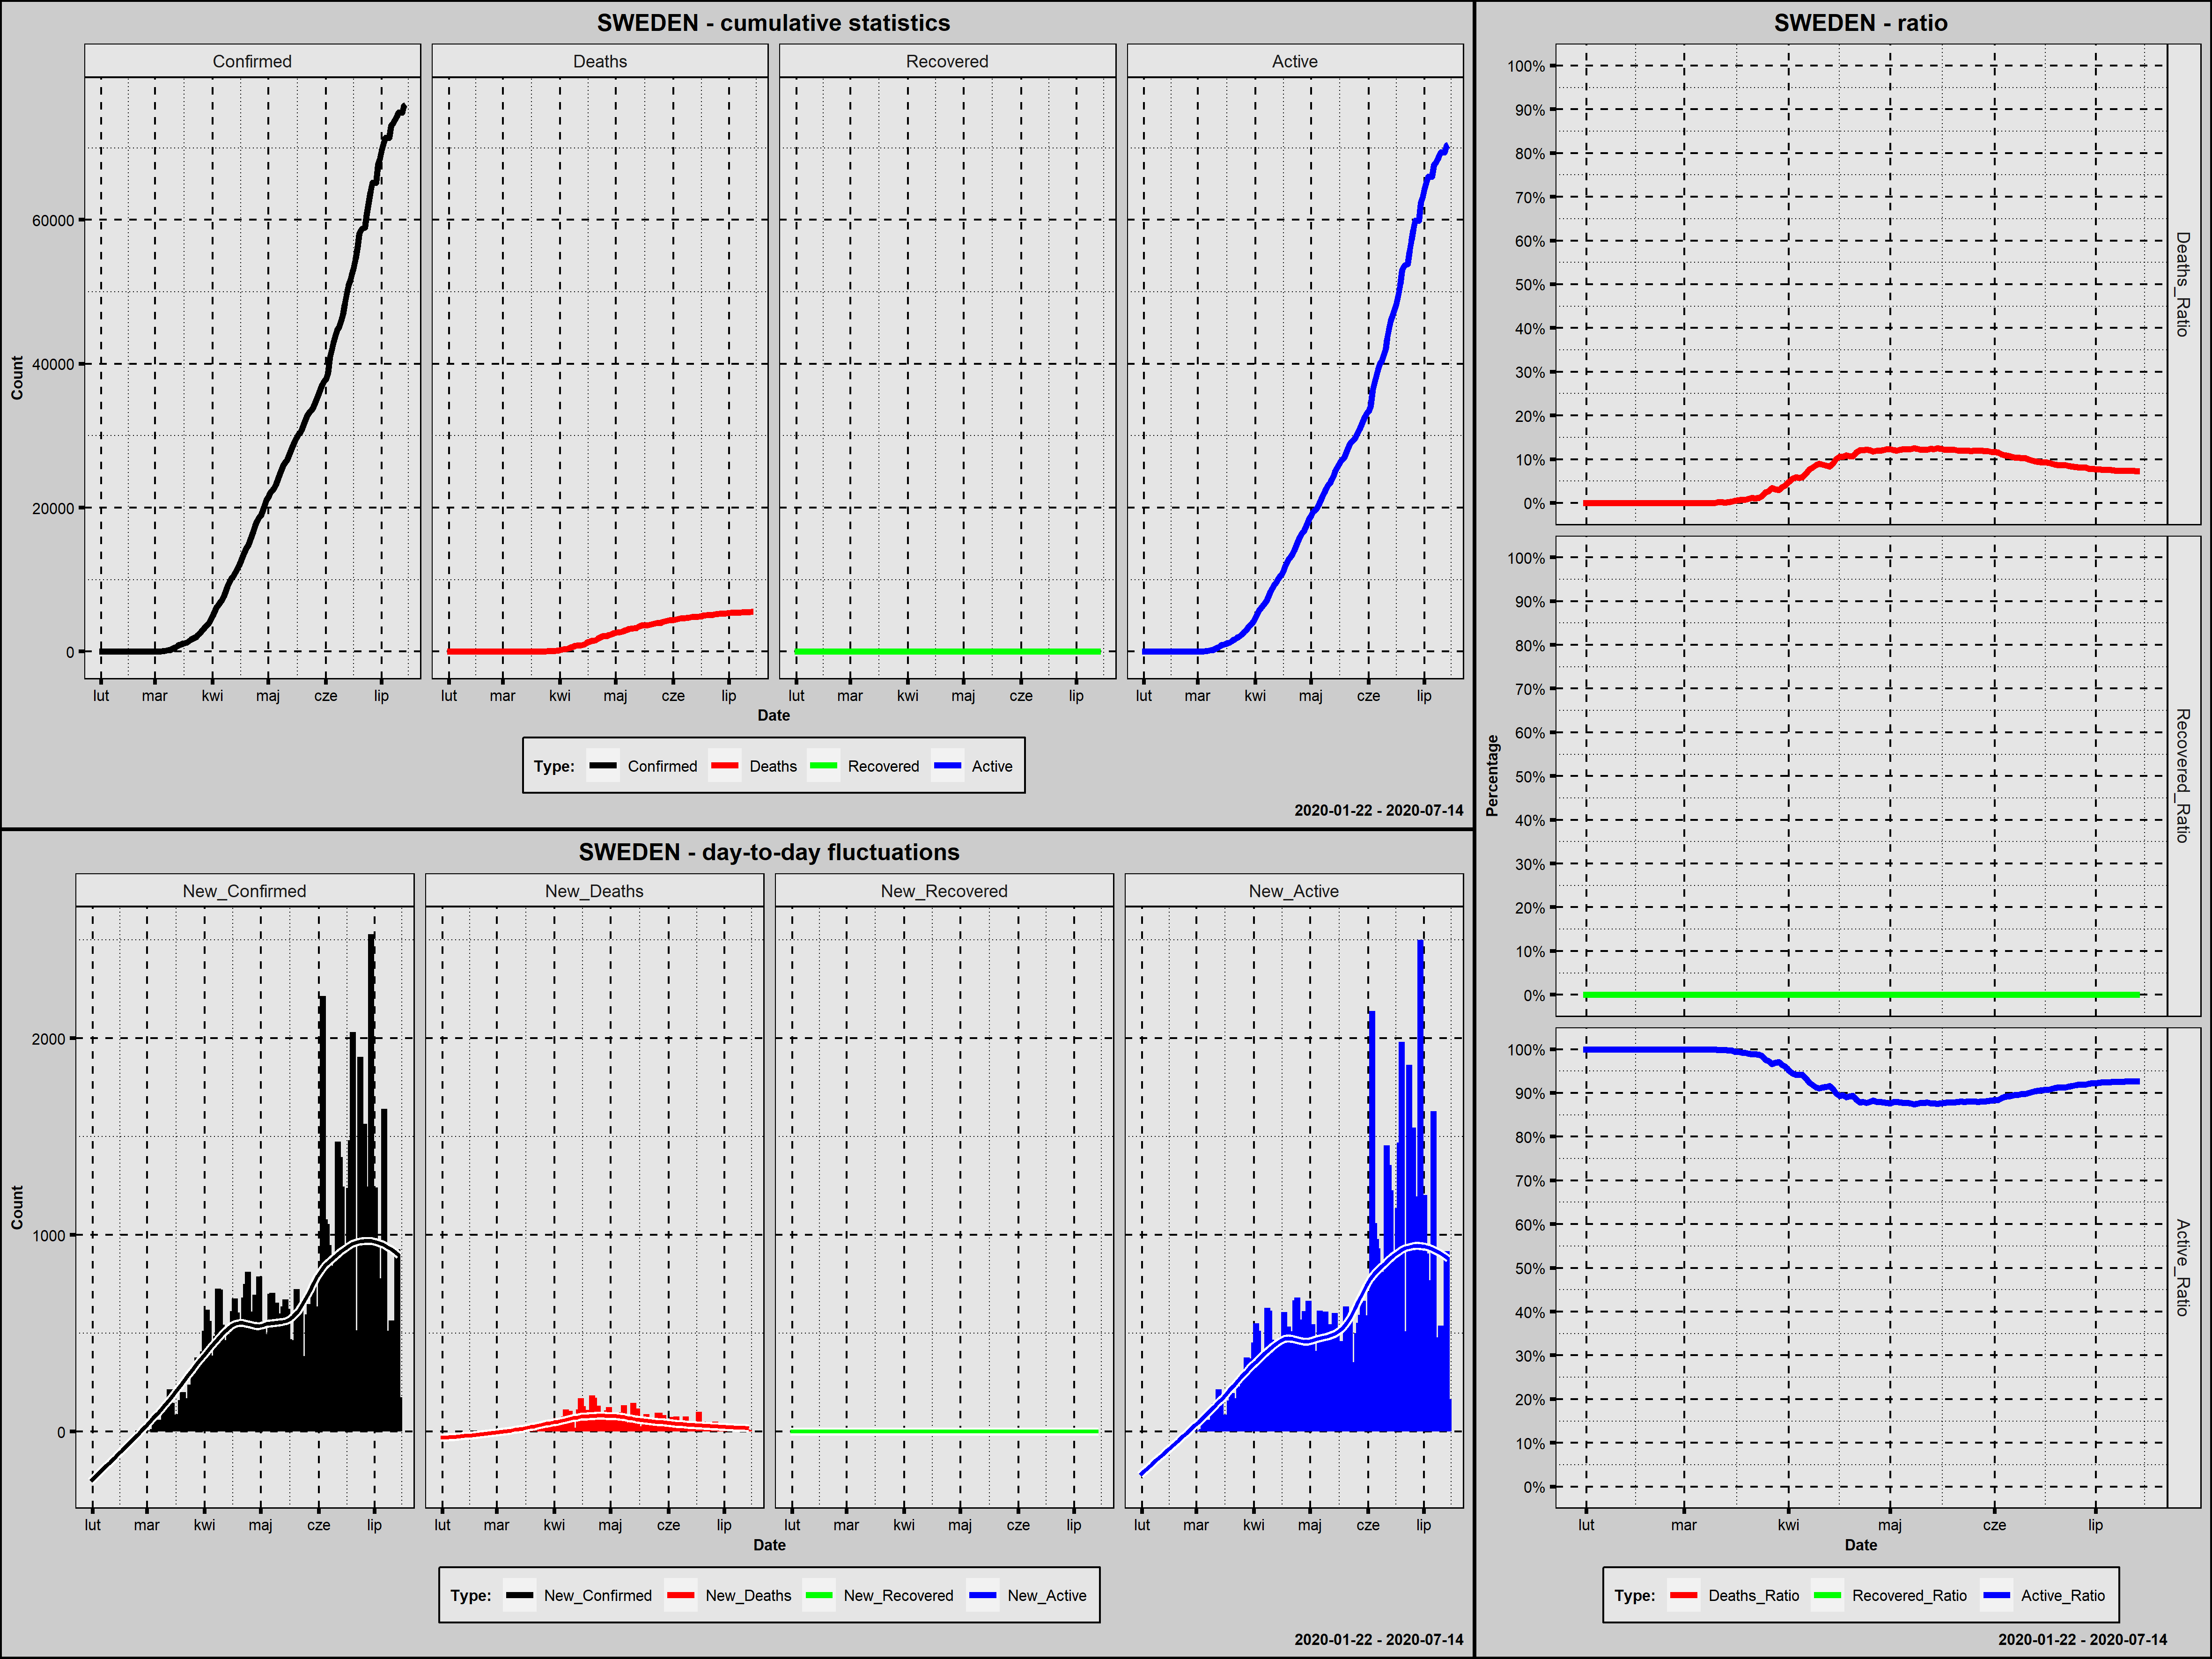 SWEDEN - cumulative statistics
Confirmed Deaths Recovered Active
Count
60000
40000
20000
0
lut mar kwi maj cze lip lut mar kwi maj cze lip lut mar kwi maj cze lip lut mar kwi maj cze lip
Date
Type: Confirmed Deaths Recovered Active
2020-01-22 - 2020-07-14
SWEDEN - day-to-day fluctuations
New_Confirmed New_Deaths New_Recovered New_Active
Count
2000
1000
0
lut mar kwi maj cze lip lut mar kwi maj cze lip lut mar kwi maj cze lip lut mar kwi maj cze lip
Date
Type: New_Confirmed New_Deaths New_Recovered New_Active
2020-01-22 - 2020-07-14
SWEDEN - ratio
Percentage
100%
90%
80%
70%
60%
50%
40%
30%
20%
10%
0%
Deaths_Ratio
100%
90%
80%
70%
60%
50%
40%
30%
20%
10%
0%
Recovered_Ratio
100%
90%
80%
70%
60%
50%
40%
30%
20%
10%
0%
Active_Ratio
lut mar kwi maj cze lip
Date
Type: Deaths_Ratio Recovered_Ratio Active_Ratio
2020-01-22 - 2020-07-14